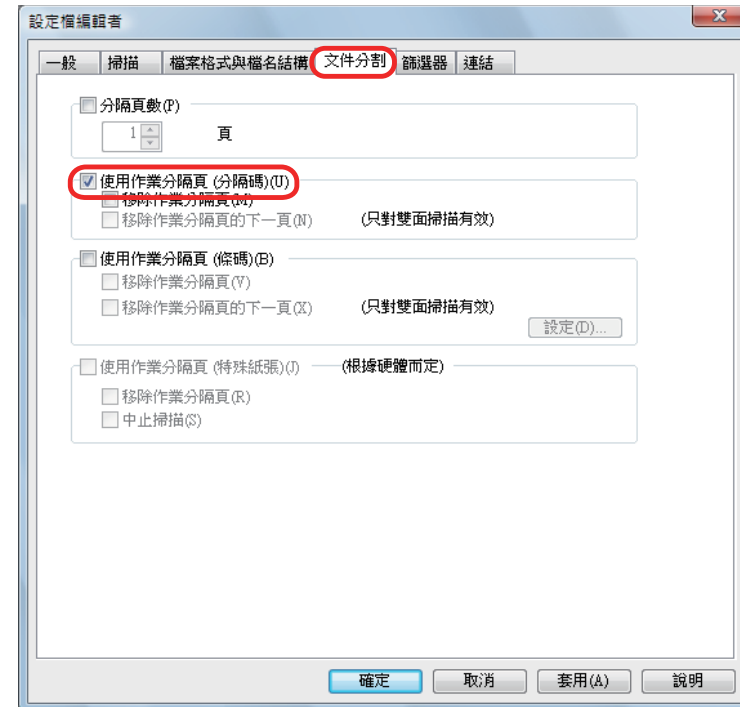 設定檔編輯者
一般 掃描 檔案格式與檔名結構 文件分割 篩選器 連結
分隔頁數(P)
1 頁
使用作業分隔頁 (分隔碼)(U)
移除作業分隔頁(M)
移除作業分隔頁的下一頁(N) (只對雙面掃描有效)
使用作業分隔頁 (條碼)(B)
移除作業分隔頁(V)
移除作業分隔頁的下一頁(X) (只對雙面掃描有效)
設定(D)...
使用作業分隔頁 (特殊紙張)(J) (根據硬體而定)
移除作業分隔頁(R)
中止掃描(S)
確定 取消 套用(A) 說明